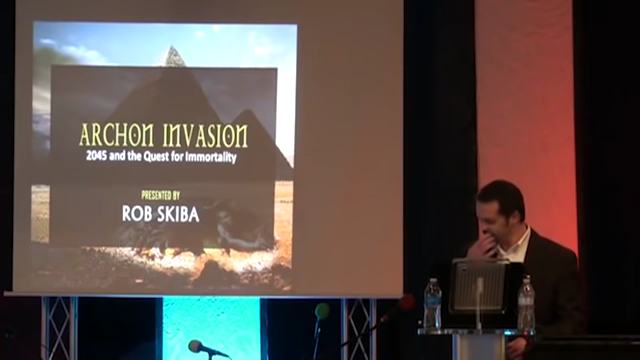 ARCHON INVASION
2045 and the Quest for Immortality
PRESENTED BY
ROB SKIBA